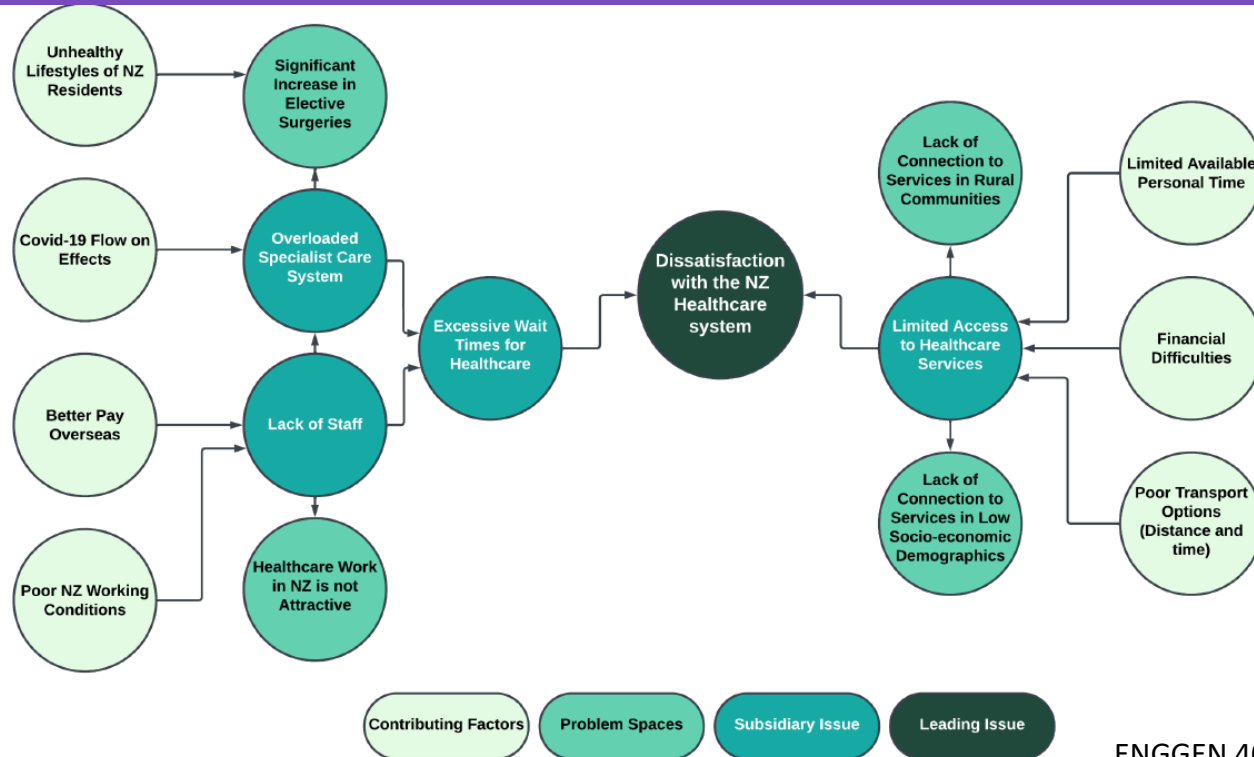 Unhealthy
Lifestyles of NZ
Residents
Significant
Increase in
Elective
Surgeries
Covid-19 Flow on
Effects
Overloaded
Specialist Care
System
Better Pay
Overseas
Lack of Staff
Poor NZ Working
Conditions
Healthcare Work
in NZ is not
Attractive
Excessive Wait
Times for
Healthcare
Dissatisfaction
with the NZ
Healthcare
system
Lack of
Connection to
Services in Rural
Communities
Limited Access
to Healthcare
Services
Lack of
Connection to
Services in Low
Socio-economic
Demographics
Limited Available
Personal Time
Financial
Difficulties
Poor Transport
Options
(Distance and
time)
Contributing Factors
Problem Spaces
Subsidiary Issue
Leading Issue
ENGGEN